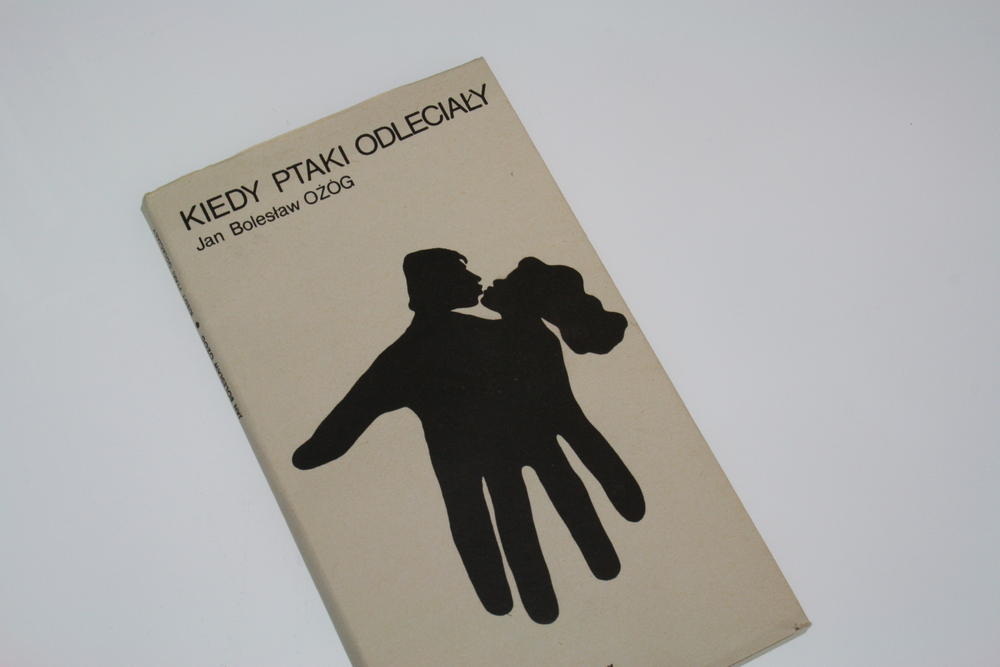 KIEDY PTAKI ODLECIAŁY
Jan Bolesław OŻÓG